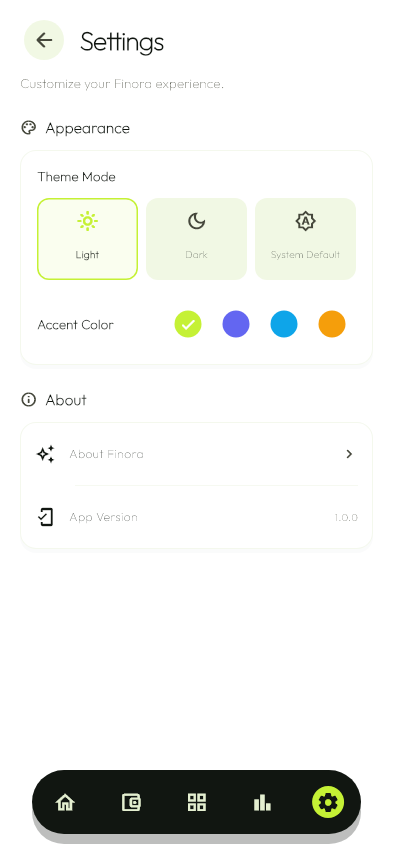 Settings
Customize your Finora experience.
Appearance
Theme Mode
Light
Dark
System Default
Accent Color
About
About Finora
App Version
1.0.0